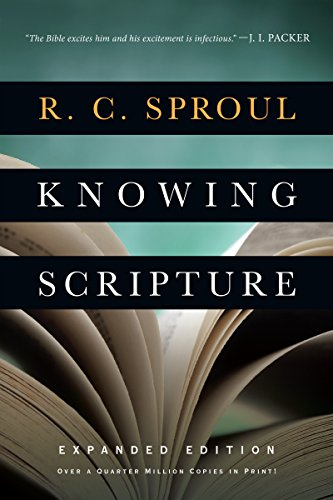 “The Bible excites him and his excitement is infectious.” —J. I. PACKER
R. C. SPROUL
KNOWING
SCRIPTURE
EXPANDED EDITION
OVER A QUARTER MILLION COPIES IN PRINT!